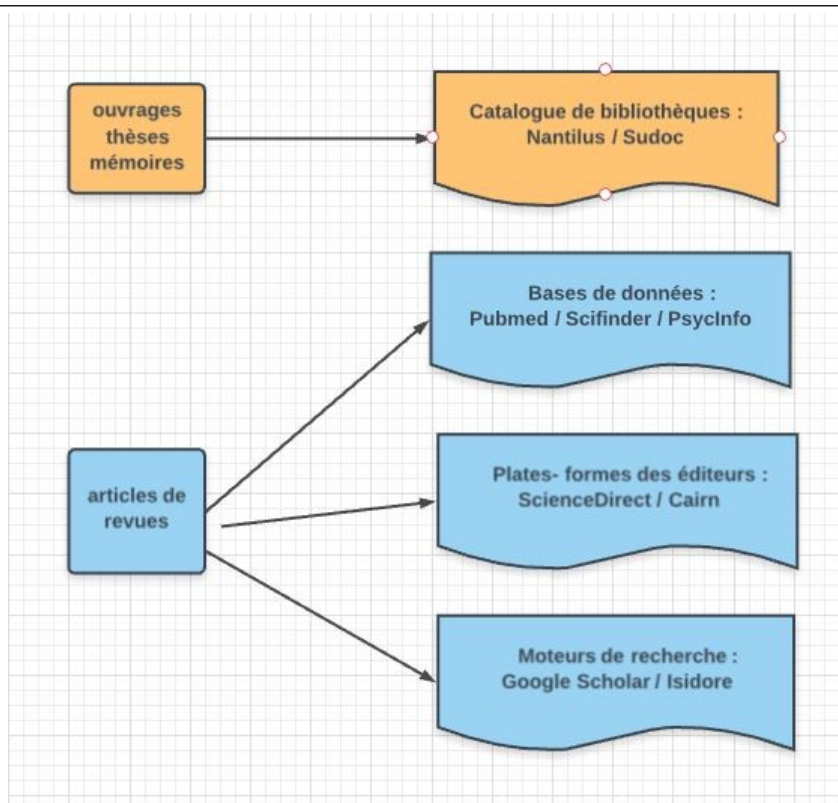 ouvrages
thèses
mémoires
Catalogue de bibliothèques :
Nantilus / Sudoc
Bases de données :
Pubmed / Scifinder / PsycInfo
articles de
revues
Plates- formes des éditeurs :
ScienceDirect / Cairn
Moteurs de recherche :
Google Scholar / Isidore